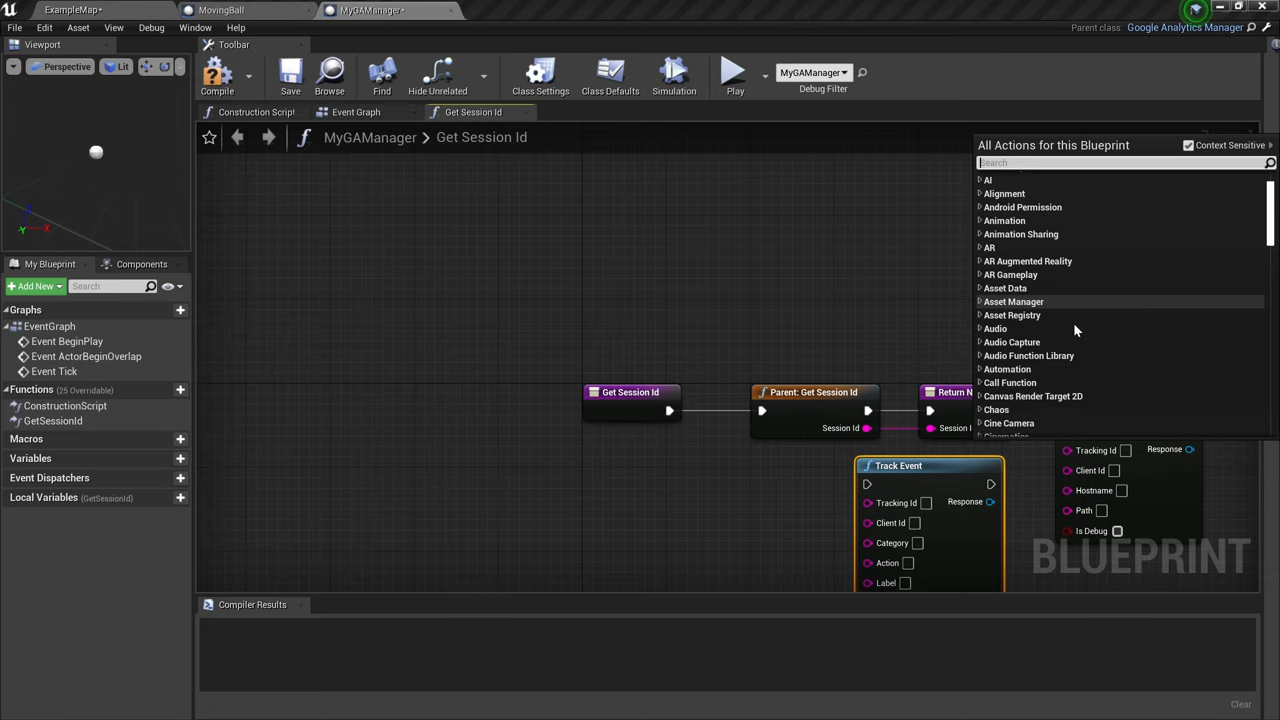 ExampleMap•
MovingBall
MyGAManager•
File Edit Asset View Debug Window Help
Parent class: Google Analytics Manager
Viewport
Toolbar
Perspective Lit
Compile Save Browse Find Hide Unrelated Class Settings Class Defaults Simulation Play
MyGAManager
Debug Filter
Construction Script Event Graph Get Session Id
MyGAManager > Get Session Id
All Actions for this Blueprint Context Sensitive
Search
AI
Alignment
Android Permission
Animation
Animation Sharing
AR
AR Augmented Reality
AR Gameplay
Asset Data
Asset Manager
Asset Registry
Audio
Audio Capture
Audio Function Library
Automation
Call Function
Canvas Render Target 2D
Chaos
Cine Camera
Cinematics
X
Y
Z
My Blueprint Components
Add New Search
Graphs
EventGraph
Event BeginPlay
Event ActorBeginOverlap
Event Tick
Functions (25 Overridable)
ConstructionScript
GetSessionId
Macros
Variables
Event Dispatchers
Local Variables (GetSessionId)
Get Session Id
Parent: Get Session Id
Session Id
Return N
Session I
Track Event
Tracking Id Response
Client Id
Category
Action
Label
Tracking Id Response
Client Id
Hostname
Path
Is Debug
BLUEPRINT
Compiler Results
Clear